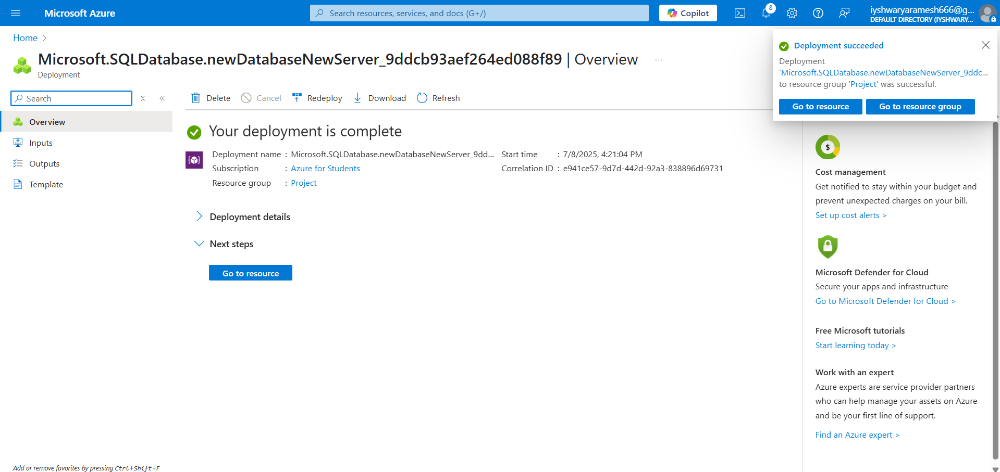 Microsoft Azure
Search resources, services, and docs (G+/)
Copilot
8
iyshwaryaramesh666@g...
DEFAULT DIRECTORY (IYSHWARY...
Home
Microsoft.SQLDatabase.newDatabaseNewServer_9ddcb93aef264ed088f89 | Overview ...
Deployment
Deployment succeeded
Deployment
'Microsoft.SQLDatabase.newDatabaseNewServer_9ddc...
to resource group 'Project' was successful.
Go to resource
Go to resource group
Search
Overview
Inputs
Outputs
Template
Delete
Cancel
Redeploy
Download
Refresh
Your deployment is complete
Deployment name : Microsoft.SQLDatabase.newDatabaseNewServer_9dd...
Subscription : Azure for Students
Resource group : Project
Start time : 7/8/2025, 4:21:04 PM
Correlation ID : e941ce57-9d7d-442d-92a3-838896d69731
Deployment details
Next steps
Go to resource
$
Cost management
Get notified to stay within your budget and
prevent unexpected charges on your bill.
Set up cost alerts >
Microsoft Defender for Cloud
Secure your apps and infrastructure
Go to Microsoft Defender for Cloud >
Free Microsoft tutorials
Start learning today >
Work with an expert
Azure experts are service provider partners
who can help manage your assets on Azure
and be your first line of support.
Find an Azure expert >
Add or remove favorites by pressing Ctrl+Shift+F